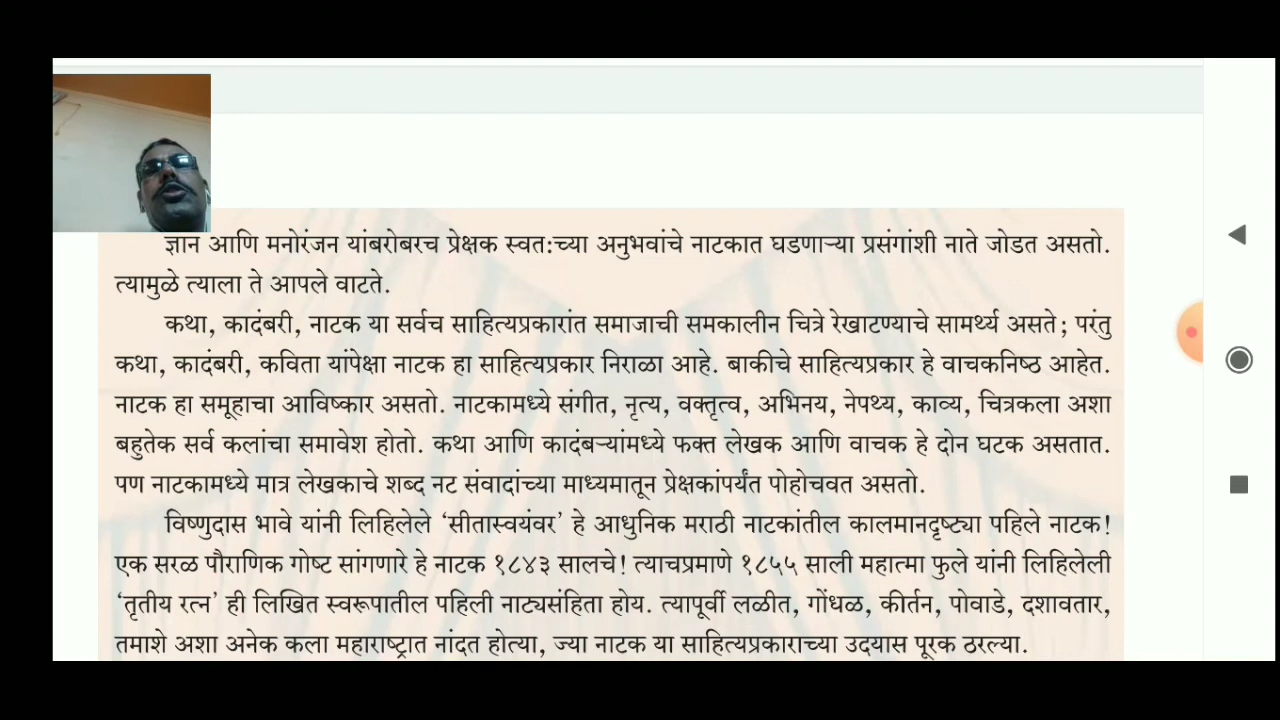 ज्ञान आणि मनोरंजन यांबरोबरच प्रेक्षक स्वत:च्या अनुभवांचे नाटकात घडणाऱ्या प्रसंगांशी नाते जोडत असतो.
त्यामुळे त्याला ते आपले वाटते.
कथा, कादंबरी, नाटक या सर्वच साहित्यप्रकारांत समाजाची समकालीन चित्रे रेखाटण्याचे सामर्थ्य असते; परंतु
कथा, कादंबरी, कविता यांपेक्षा नाटक हा साहित्यप्रकार निराळा आहे. बाकीचे साहित्यप्रकार हे वाचकनिष्ठ आहेत.
नाटक हा समूहाचा आविष्कार असतो. नाटकामध्ये संगीत, नृत्य, वक्तृत्व, अभिनय, नेपथ्य, काव्य, चित्रकला अशा
बहुतेक सर्व कलांचा समावेश होतो. कथा आणि कादंबऱ्यांमध्ये फक्त लेखक आणि वाचक हे दोन घटक असतात.
पण नाटकामध्ये मात्र लेखकाचे शब्द नट संवादांच्या माध्यमातून प्रेक्षकांपर्यंत पोहोचवत असतो.
विष्णुदास भावे यांनी लिहिलेले ‘सीतास्वयंवर’ हे आधुनिक मराठी नाटकांतील कालमानदृष्ट्या पहिले नाटक!
एक सरळ पौराणिक गोष्ट सांगणारे हे नाटक १८४३ सालचे! त्याचप्रमाणे १८५५ साली महात्मा फुले यांनी लिहिलेली
‘तृतीय रत्न’ ही लिखित स्वरूपातील पहिली नाट्यसंहिता होय. त्यापूर्वी लळीत, गोंधळ, कीर्तन, पोवाडे, दशावतार,
तमाशे अशा अनेक कला महाराष्ट्रात नांदत होत्या, ज्या नाटक या साहित्यप्रकाराच्या उदयास पूरक ठरल्या.